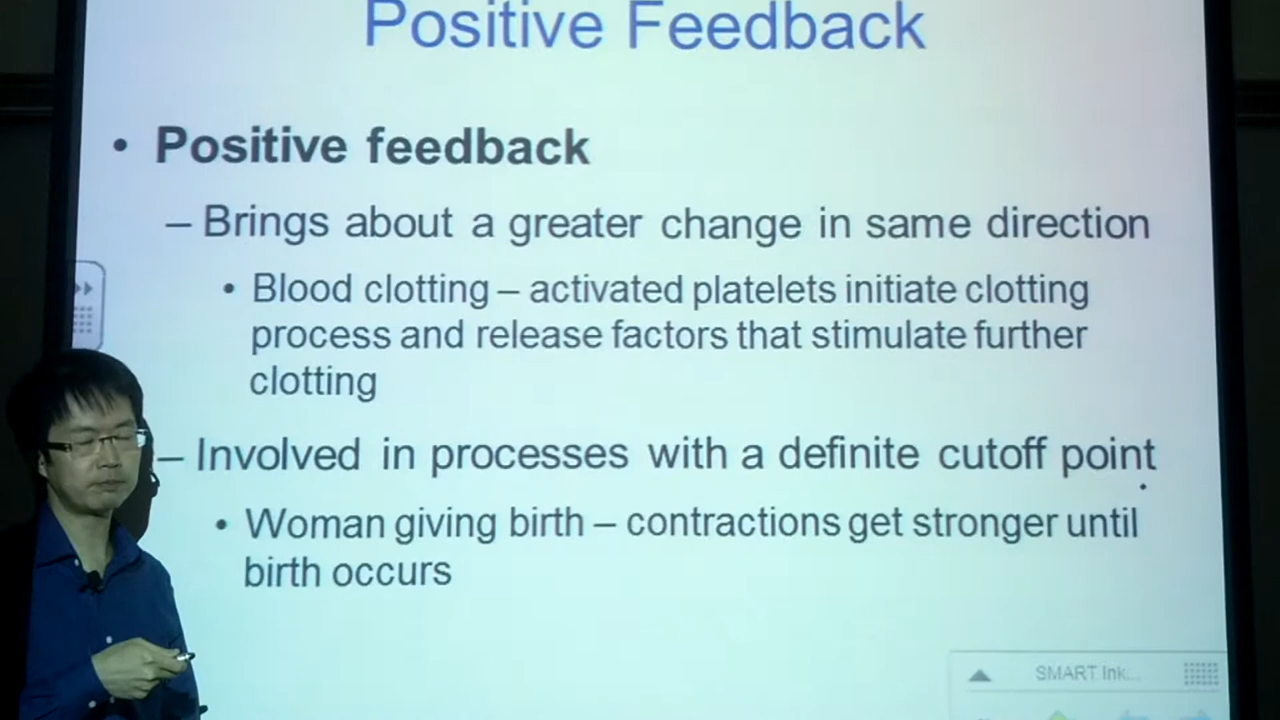 Positive Feedback
• Positive feedback
– Brings about a greater change in same direction
• Blood clotting – activated platelets initiate clotting
process and release factors that stimulate further
clotting
– Involved in processes with a definite cutoff point
• Woman giving birth – contractions get stronger until
birth occurs
SMART Ink...